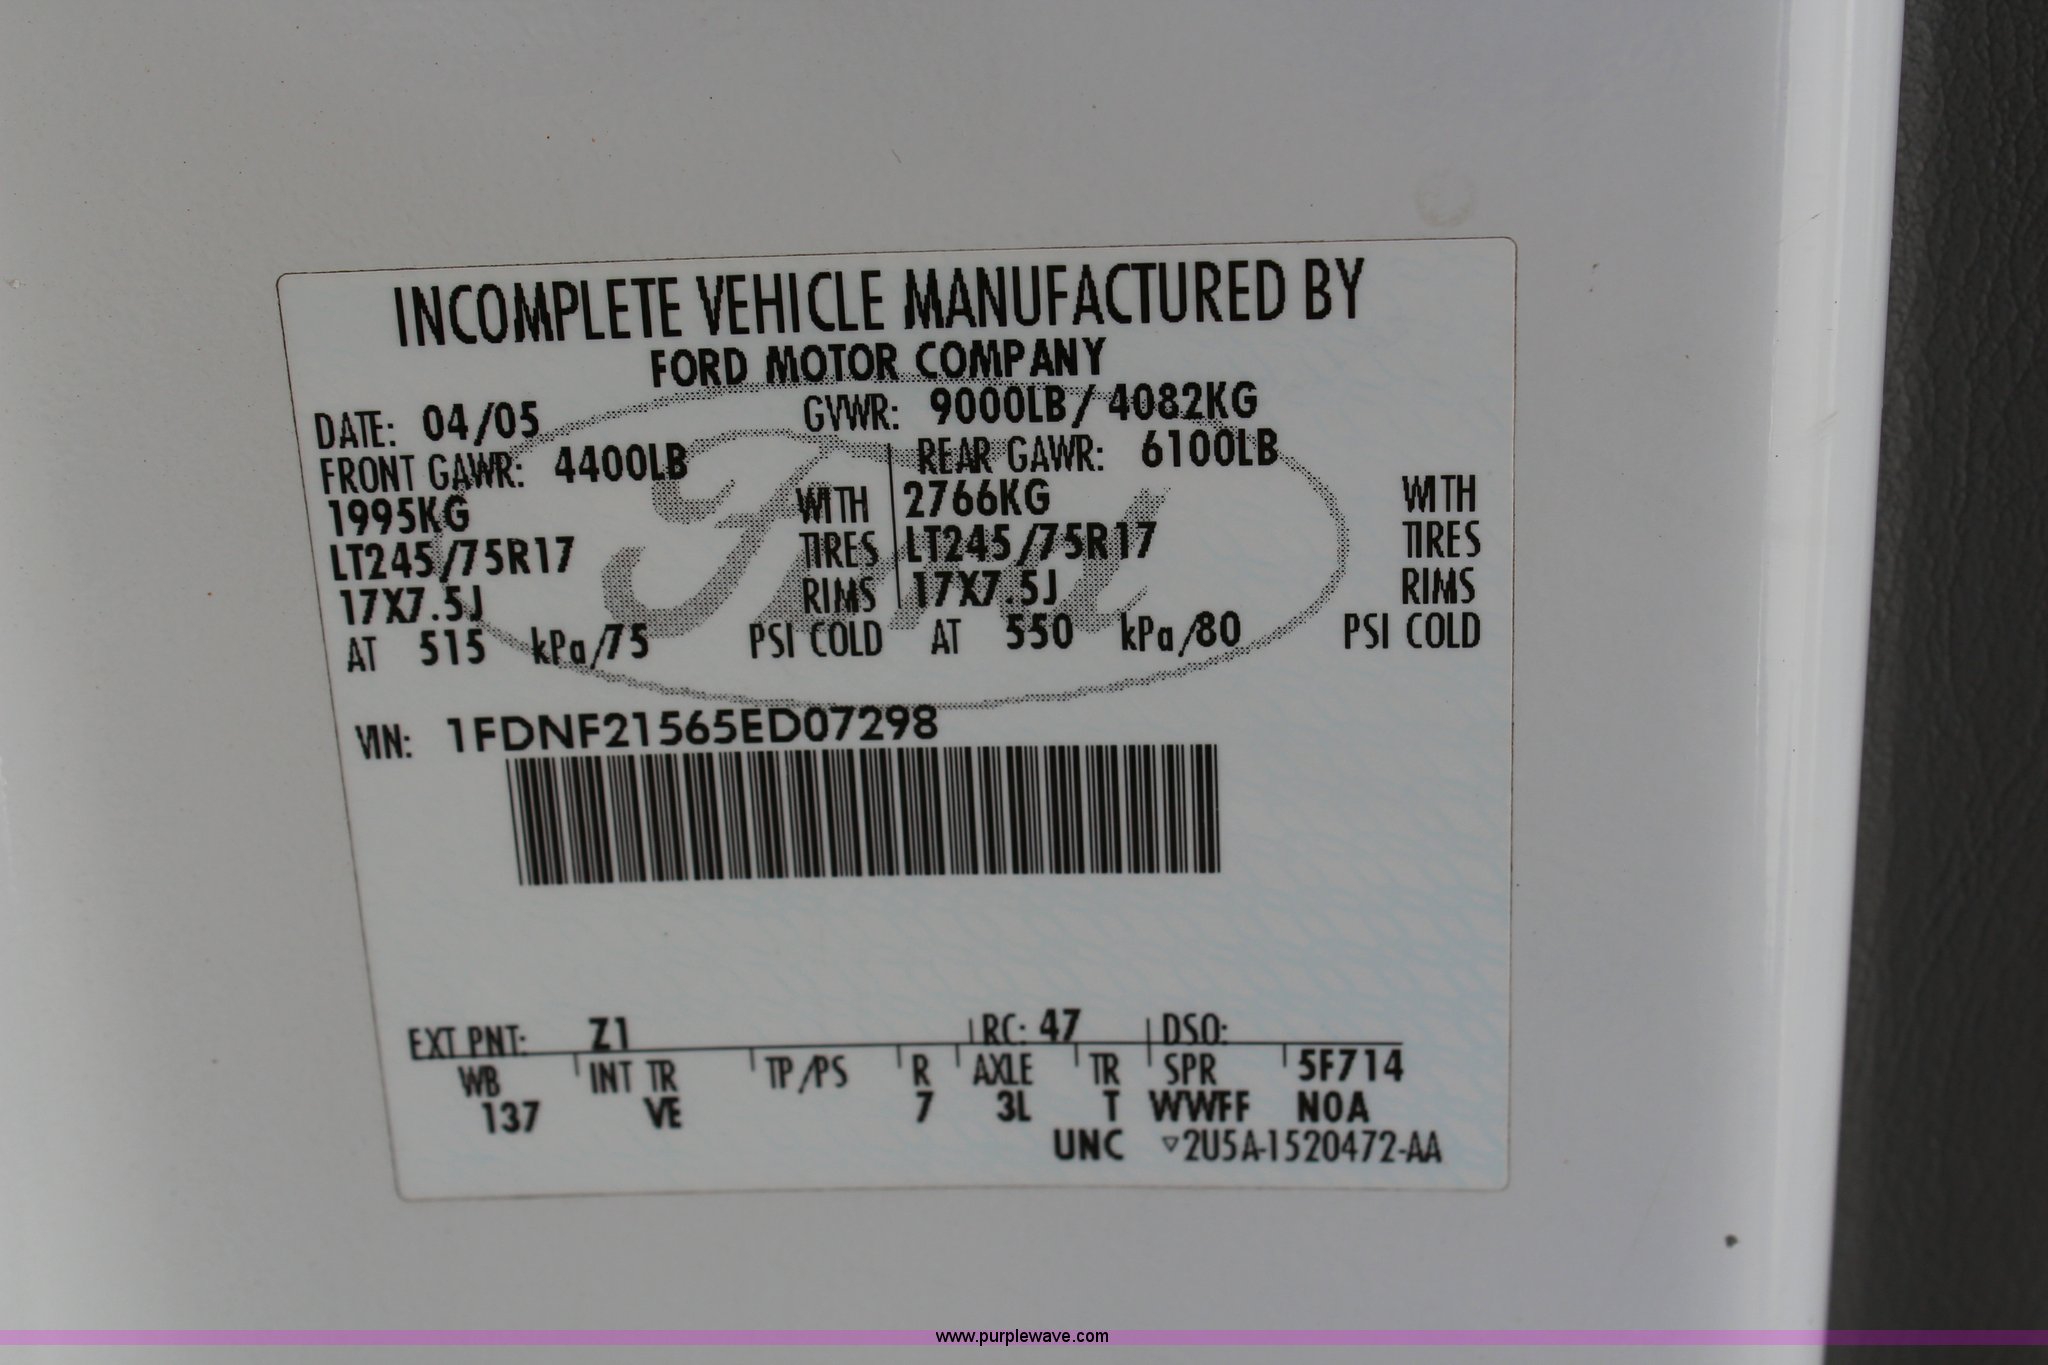 INCOMPLETE VEHICLE MANUFACTURED BY
FORD MOTOR COMPANY
DATE: 04/05 GVWR: 9000LB/ 4082KG
FRONT GAWR: 4400LB REAR GAWR: 6100LB
1995KG WITH 2766KG WITH
LT245/75R17 TIRES LT245/75R17 TIRES
17X7.5J RIMS 17X7.5J RIMS
AT 515 kPa/75 PSI COLD AT 550 kPa/80 PSI COLD
Ford
VIN: 1FDNF21565ED07298
EXT PNT: Z1 RC: 47 DSO:
WB INT TR TP/PS R AXLE TR SPR 5F714
137 VE 7 3L T WWFF N0A
UNC ▽2U5A-1520472-AA
www.purplewave.com